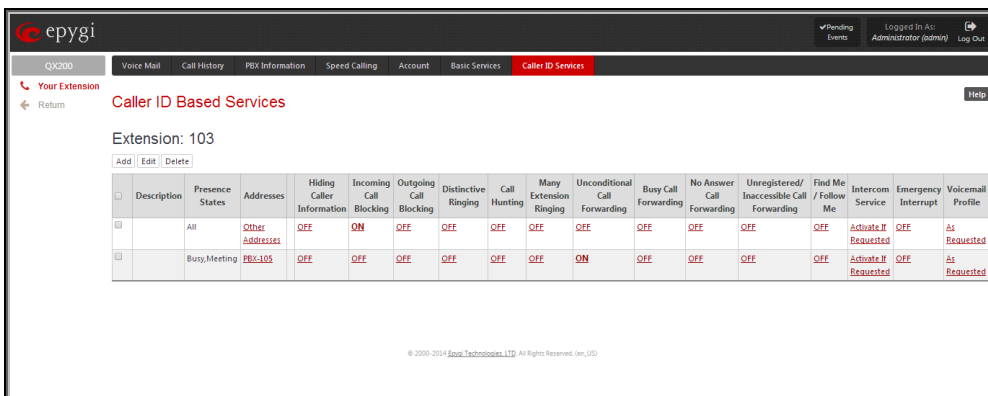 epygi
Pending Events
Logged In As:
Administrator (admin)
Log Out
QX200
Voice Mail
Call History
PBX Information
Speed Calling
Account
Basic Services
Caller ID Services
Your Extension
Return
Help
Caller ID Based Services
Extension: 103
Add Edit Delete
Description
Presence States
Addresses
Hiding Caller Information
Incoming Call Blocking
Outgoing Call Blocking
Distinctive Ringing
Call Hunting
Many Extension Ringing
Unconditional Call Forwarding
Busy Call Forwarding
No Answer Call Forwarding
Unregistered/ Inaccessible Call Forwarding
Find Me / Follow Me
Intercom Service
Emergency Interrupt
Voicemail Profile
All Other Addresses OFF ON OFF OFF OFF OFF OFF OFF OFF OFF OFF Activate If Requested OFF As Requested
Busy,Meeting PBX-105 OFF OFF OFF OFF OFF OFF ON OFF OFF OFF OFF Activate If Requested OFF As Requested
© 2000-2014 Epygi Technologies, LTD. All Rights Reserved. (en_US)